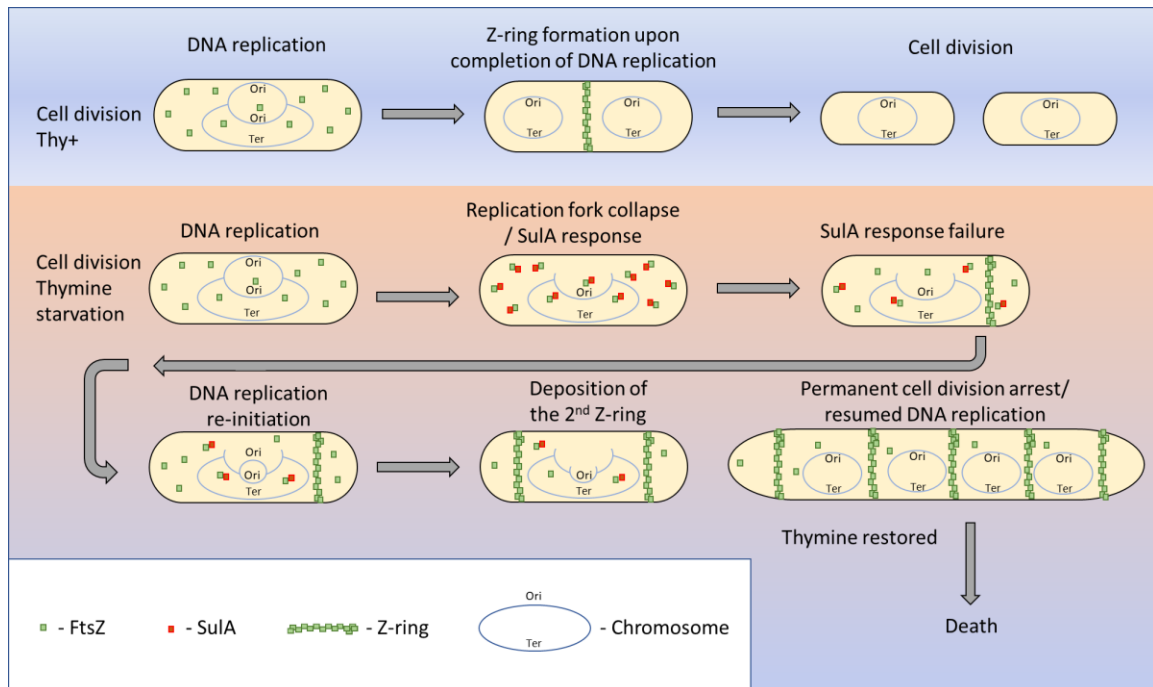 DNA replication
Z-ring formation upon
completion of DNA replication
Cell division
Cell division
Thy+
Ori
Ori
Ter
Ori
Ter
Ori
Ter
Ori
Ter
Ori
Ter
DNA replication
Replication fork collapse
/ SulA response
SulA response failure
Cell division
Thymine
starvation
Ori
Ori
Ter
Ori
Ter
Ori
Ter
DNA replication
re-initiation
Deposition of
the 2nd Z-ring
Permanent cell division arrest/
resumed DNA replication
Ori
Ori
Ter
Ori
Ori
Ter
Ori
Ter
Ori
Ter
Ori
Ter
Ori
Ter
Thymine restored
Death
- FtsZ
- SulA
- Z-ring
Ori
Ter
- Chromosome